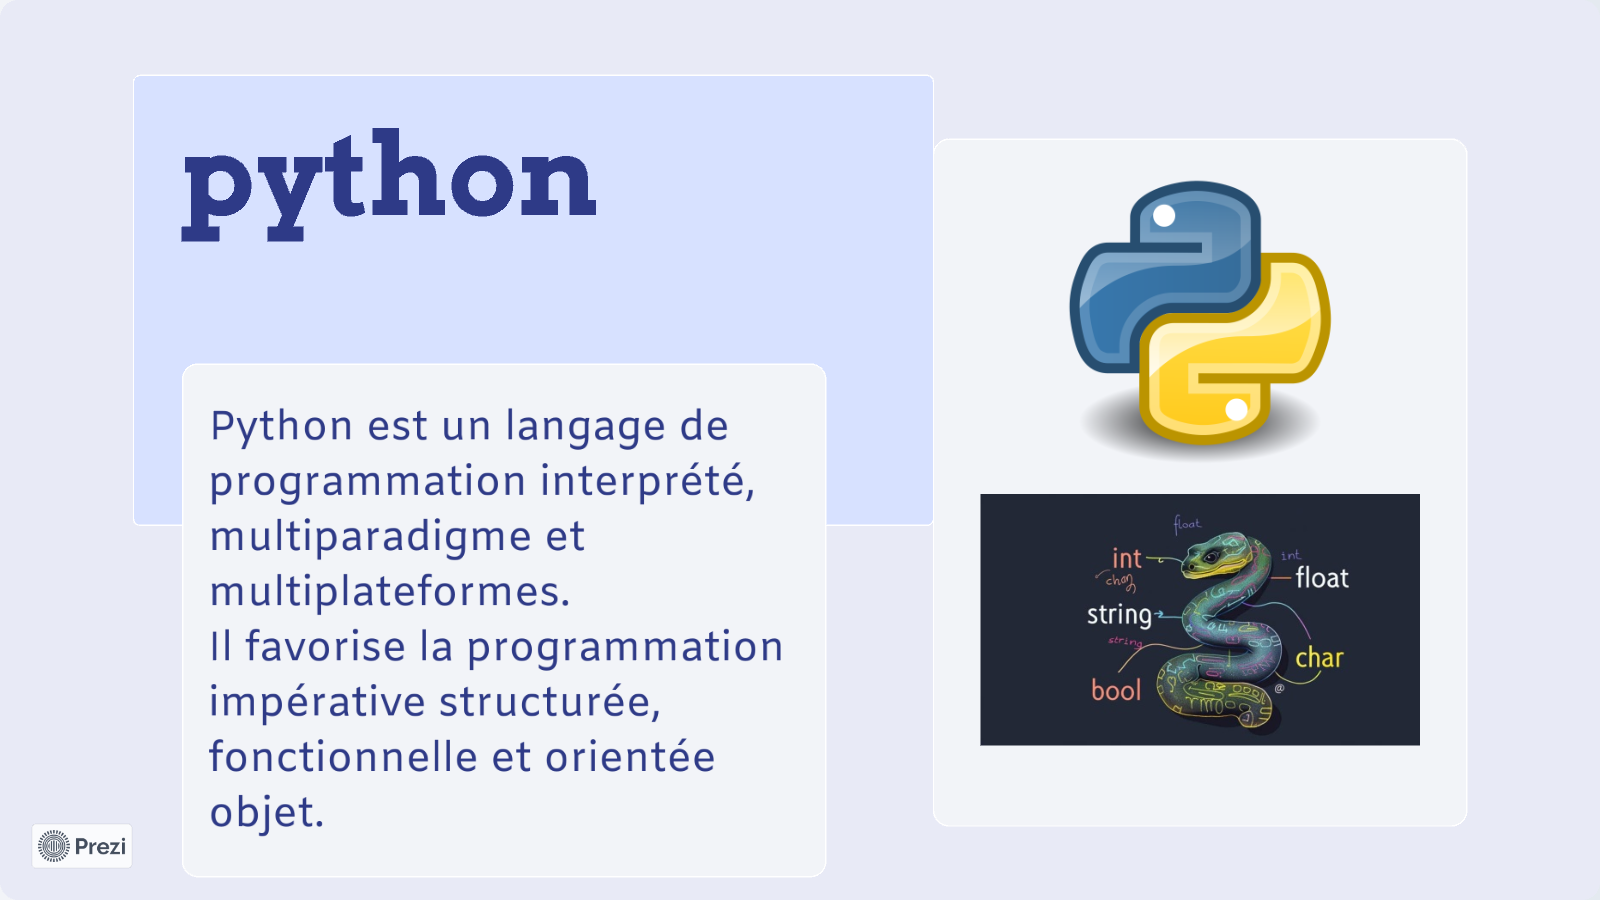 python
Python est un langage de
programmation interprété,
multiparadigme et
multiplateformes.
Il favorise la programmation
impérative structurée,
fonctionnelle et orientée
objet.
float
int
int
char
float
string
string
char
bool
@
Prezi